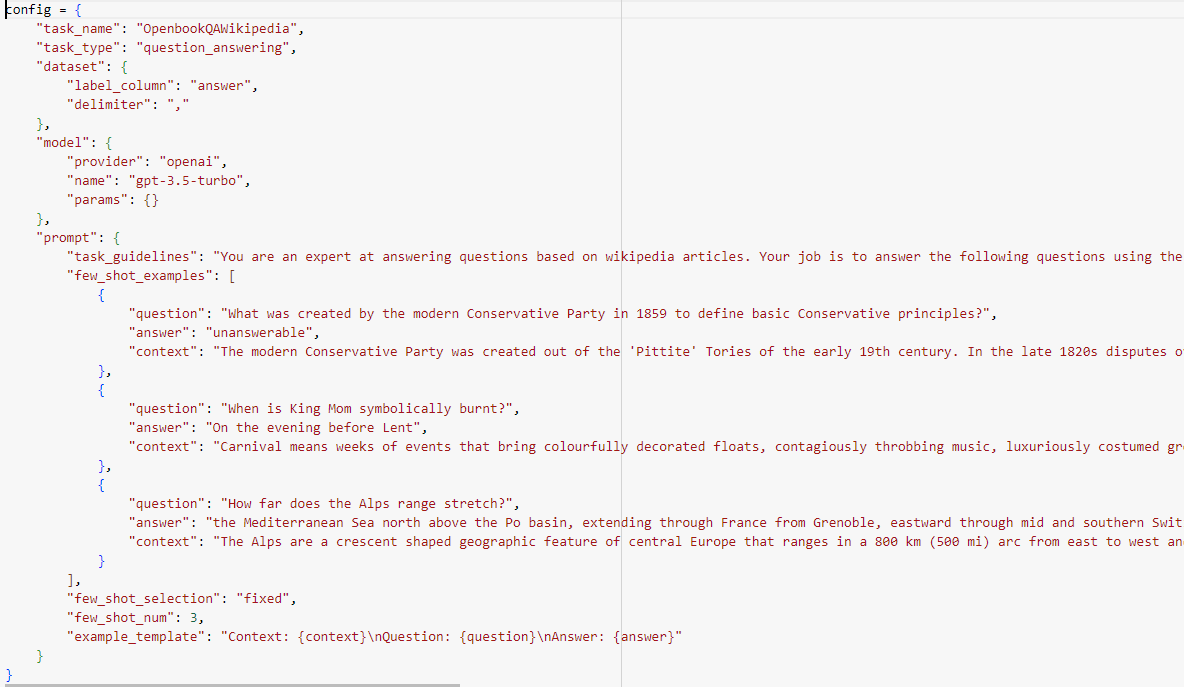 config = {
    "task_name": "OpenbookQAWikipedia",
    "task_type": "question_answering",
    "dataset": {
        "label_column": "answer",
        "delimiter": ","
    },
    "model": {
        "provider": "openai",
        "name": "gpt-3.5-turbo",
        "params": {}
    },
    "prompt": {
        "task_guidelines": "You are an expert at answering questions based on wikipedia articles. Your job is to answer the following questions using the
        "few_shot_examples": [
            {
                "question": "What was created by the modern Conservative Party in 1859 to define basic Conservative principles?",
                "answer": "unanswerable",
                "context": "The modern Conservative Party was created out of the 'Pittite' Tories of the early 19th century. In the late 1820s disputes
            },
            {
                "question": "When is King Mom symbolically burnt?",
                "answer": "On the evening before Lent",
                "context": "Carnival means weeks of events that bring colourfully decorated floats, contagiously throbbing music, luxuriously costumed
            },
            {
                "question": "How far does the Alps range stretch?",
                "answer": "the Mediterranean Sea north above the Po basin, extending through France from Grenoble, eastward through mid and southern
                "context": "The Alps are a crescent shaped geographic feature of central Europe that ranges in a 800 km (500 mi) arc from east to west
            }
        ],
        "few_shot_selection": "fixed",
        "few_shot_num": 3,
        "example_template": "Context: {context}\nQuestion: {question}\nAnswer: {answer}"
    }
}